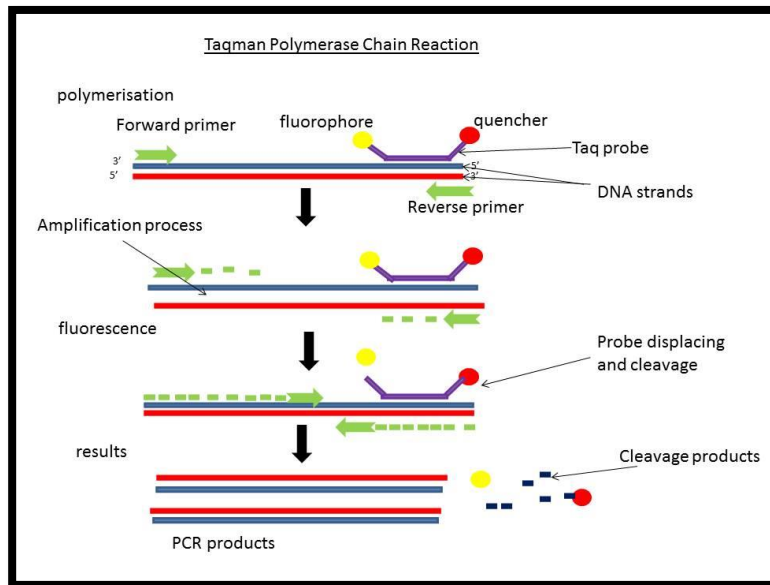 Taqman Polymerase Chain Reaction
polymerisation
Forward primer
fluorophore
quencher
Taq probe
3’
5’
5’
3’
DNA strands
Reverse primer
Amplification process
fluorescence
Probe displacing
and cleavage
results
Cleavage products
PCR products